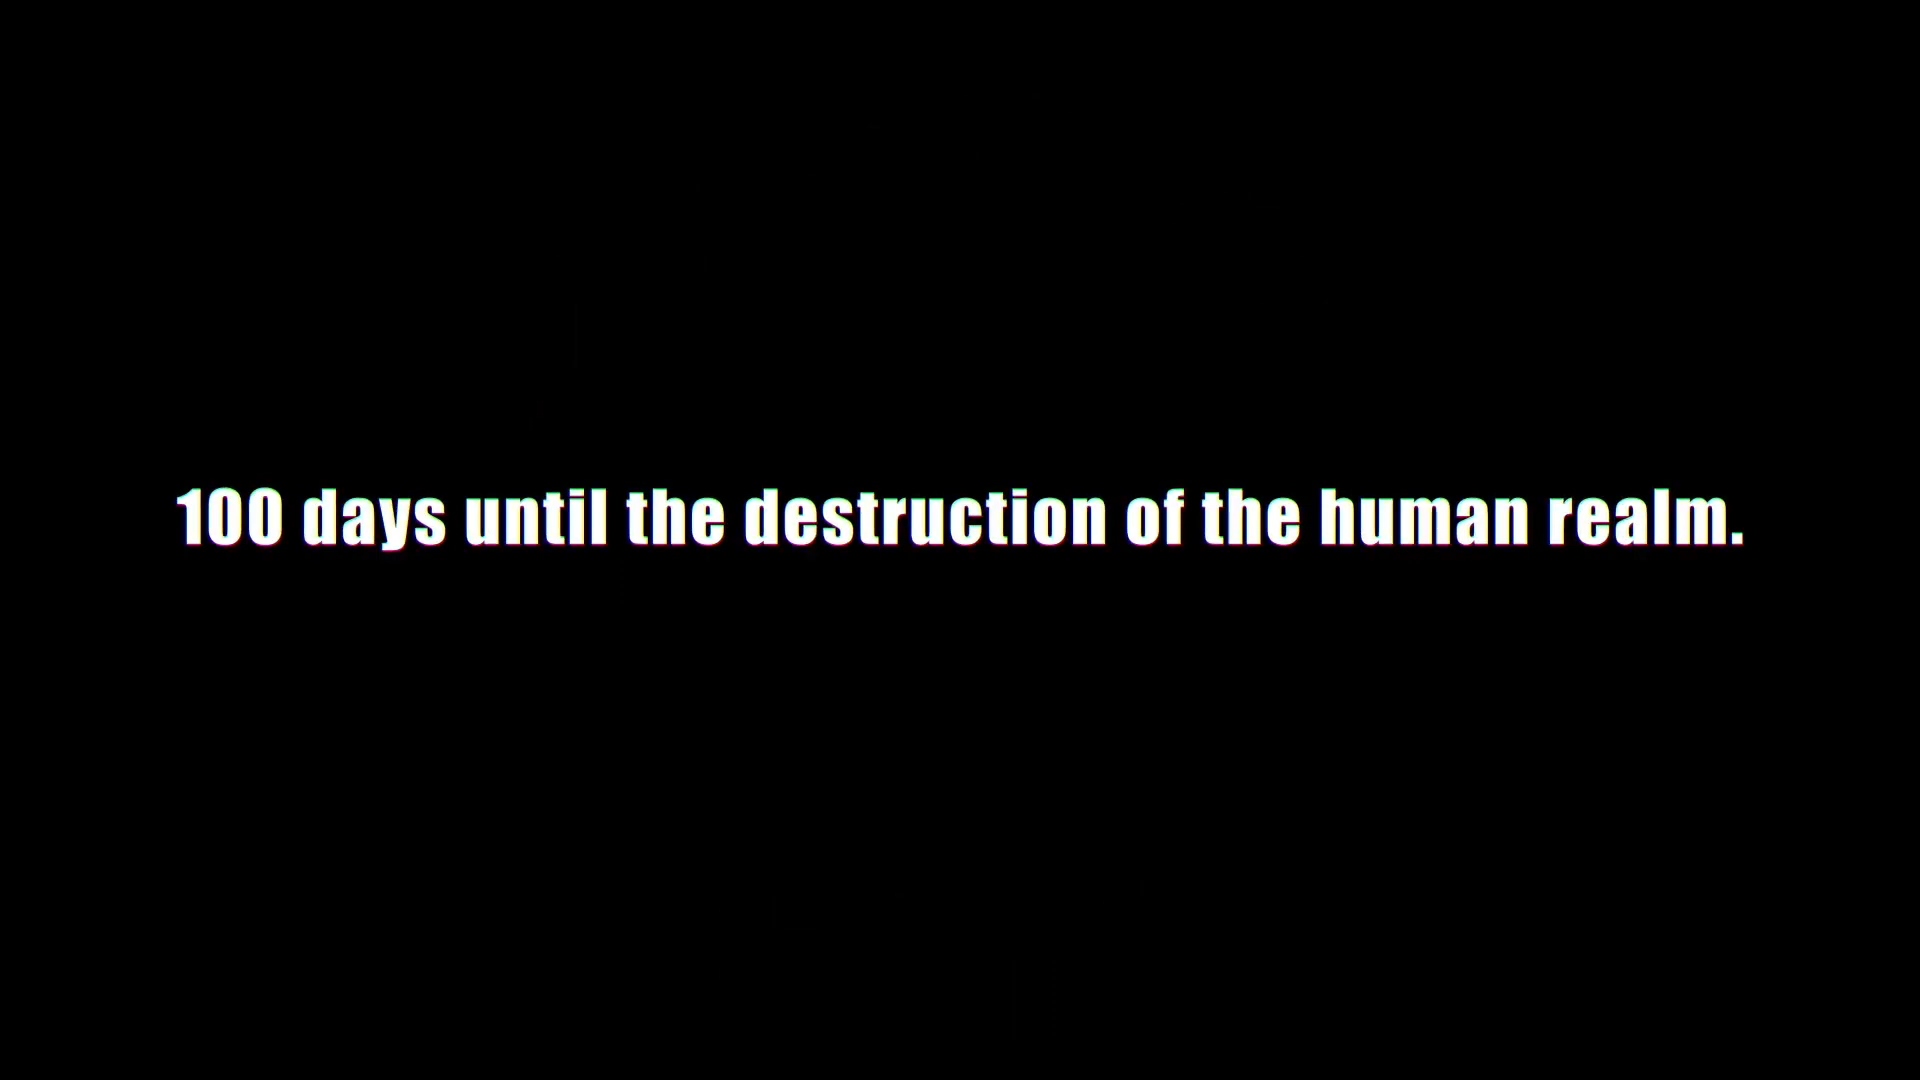 100 days until the destruction of the human realm.